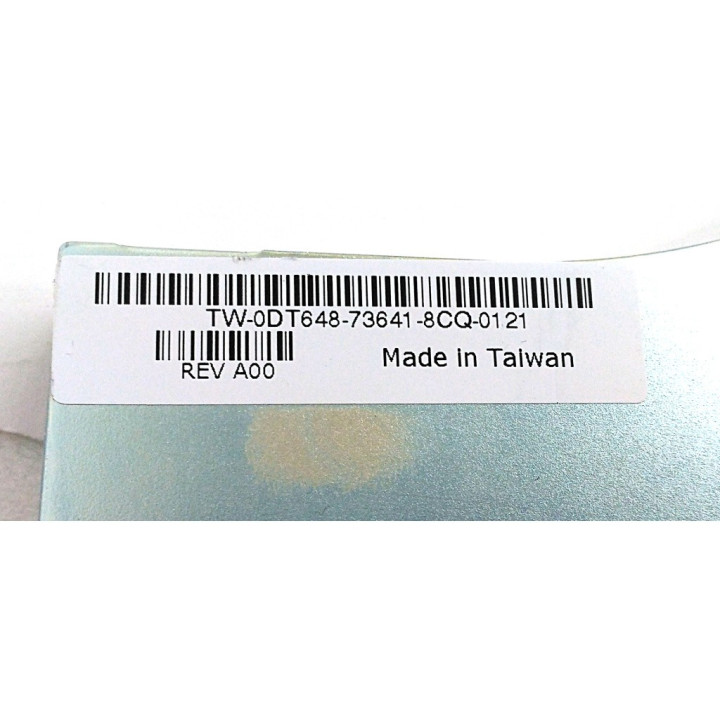 TW-0DT648-73641-8CQ-0121
REV A00
Made in Taiwan